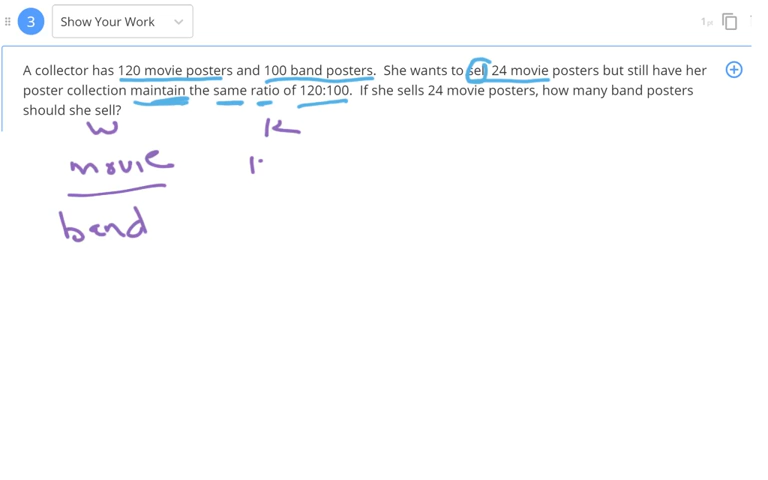 3 Show Your Work 1pt
A collector has 120 movie posters and 100 band posters. She wants to sell 24 movie posters but still have her
poster collection maintain the same ratio of 120:100. If she sells 24 movie posters, how many band posters
should she sell?
W K
movie
band